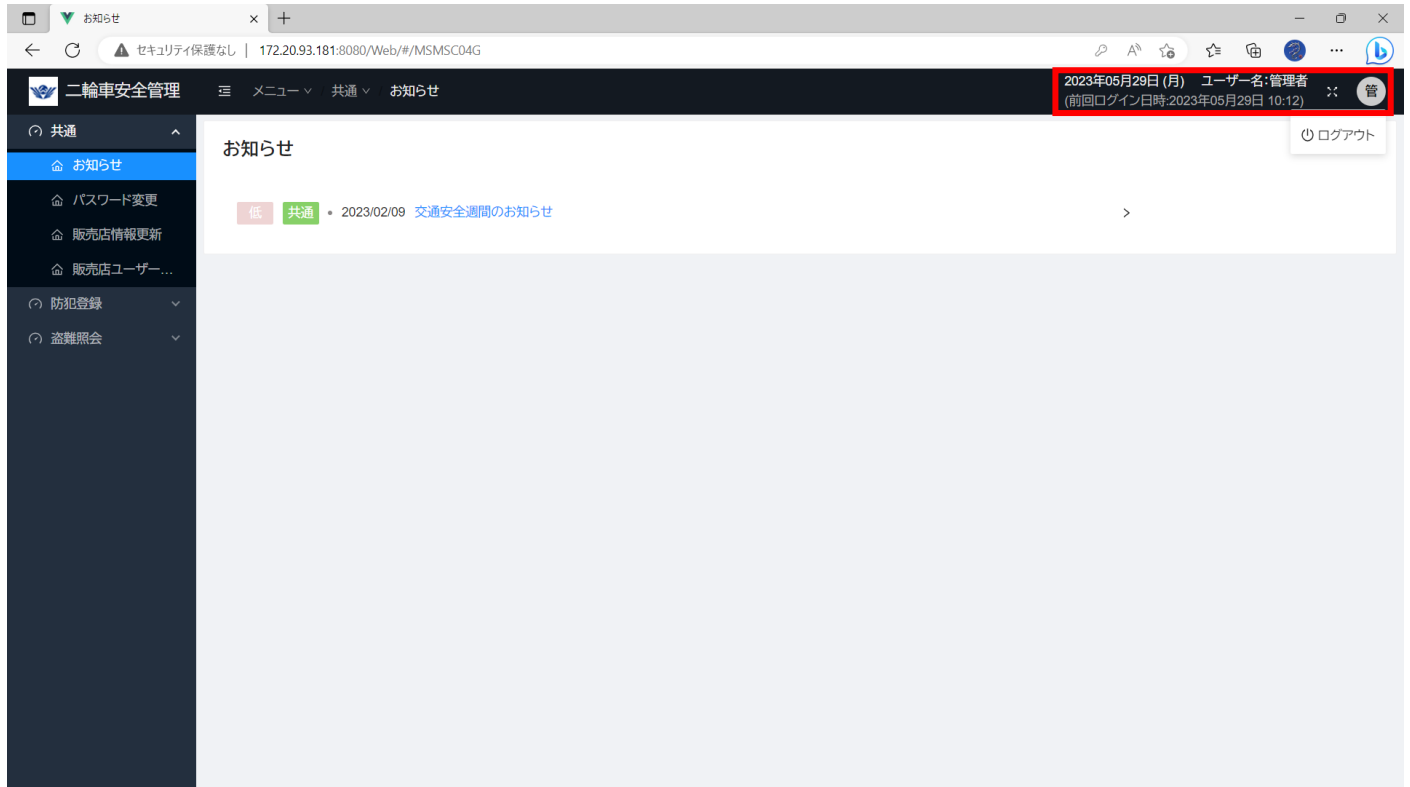 お知らせ
セキュリティ保護なし | 172.20.93.181:8080/Web/#/MSMSC04G
二輪車安全管理
メニュー 共通 お知らせ
2023年05月29日 (月) ユーザー名:管理者
(前回ログイン日時:2023年05月29日 10:12)
管
ログアウト
共通
お知らせ
パスワード変更
販売店情報更新
販売店ユーザー...
防犯登録
盗難照会
お知らせ
低 共通 • 2023/02/09 交通安全週間のお知らせ